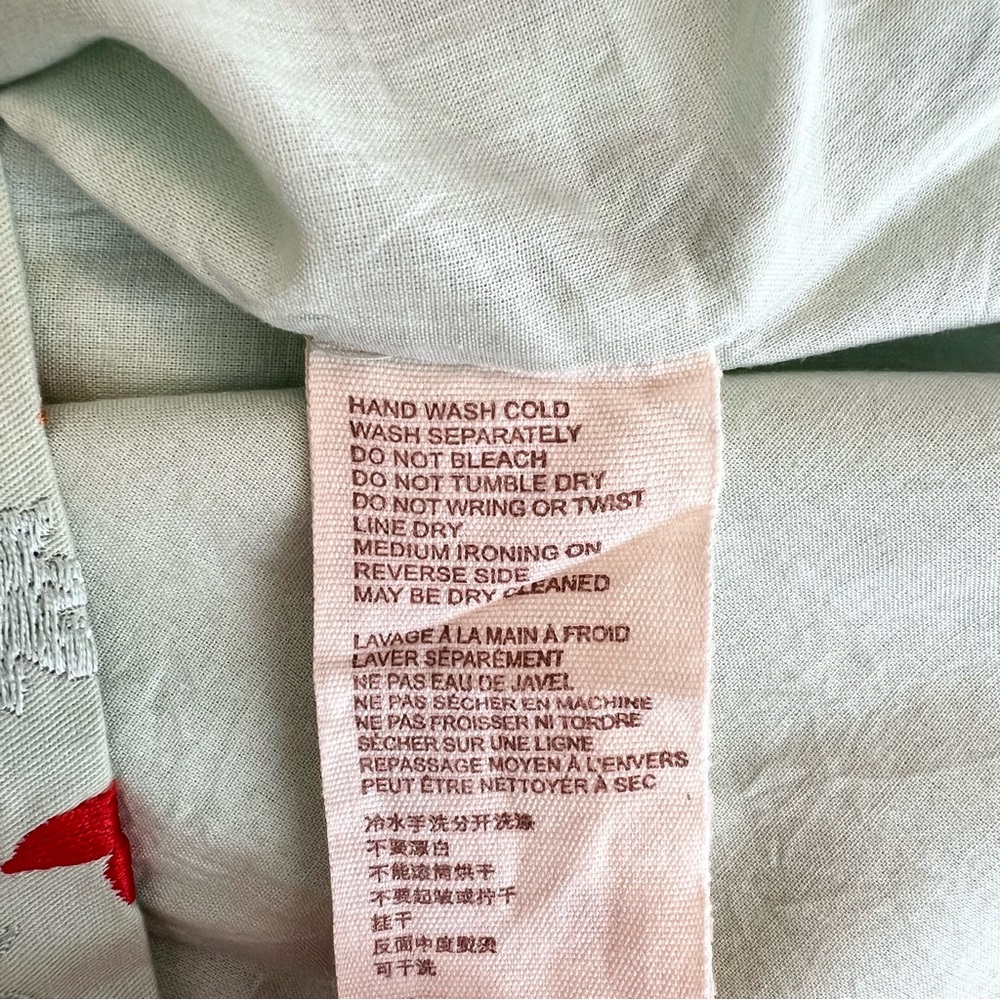 HAND WASH COLD
WASH SEPARATELY
DO NOT BLEACH
DO NOT TUMBLE DRY
DO NOT WRING OR TWIST
LINE DRY
MEDIUM IRONING ON
REVERSE SIDE
MAY BE DRY CLEANED
LAVAGE À LA MAIN À FROID
LAVER SÉPARÉMENT
NE PAS EAU DE JAVEL
NE PAS SÉCHER EN MACHINE
NE PAS FROISSER NI TORDRE
SÉCHER SUR UNE LIGNE
REPASSAGE MOYEN À L'ENVERS
PEUT ÊTRE NETTOYER À SEC
冷水手洗分开洗涤
不要漂白
不能滚筒烘干
不要起皱或拧干
挂干
反面中度熨烫
可干洗